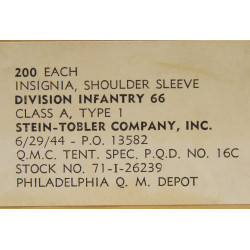 200 EACH
INSIGNIA, SHOULDER SLEEVE
DIVISION INFANTRY 66
CLASS A, TYPE 1
STEIN-TOBLER COMPANY, INC.
6/29/44 - P.O. 13582
Q.M.C. TENT. SPEC. P.Q.D. NO. 16C
STOCK NO. 71-I-26239
PHILADELPHIA Q. M. DEPOT